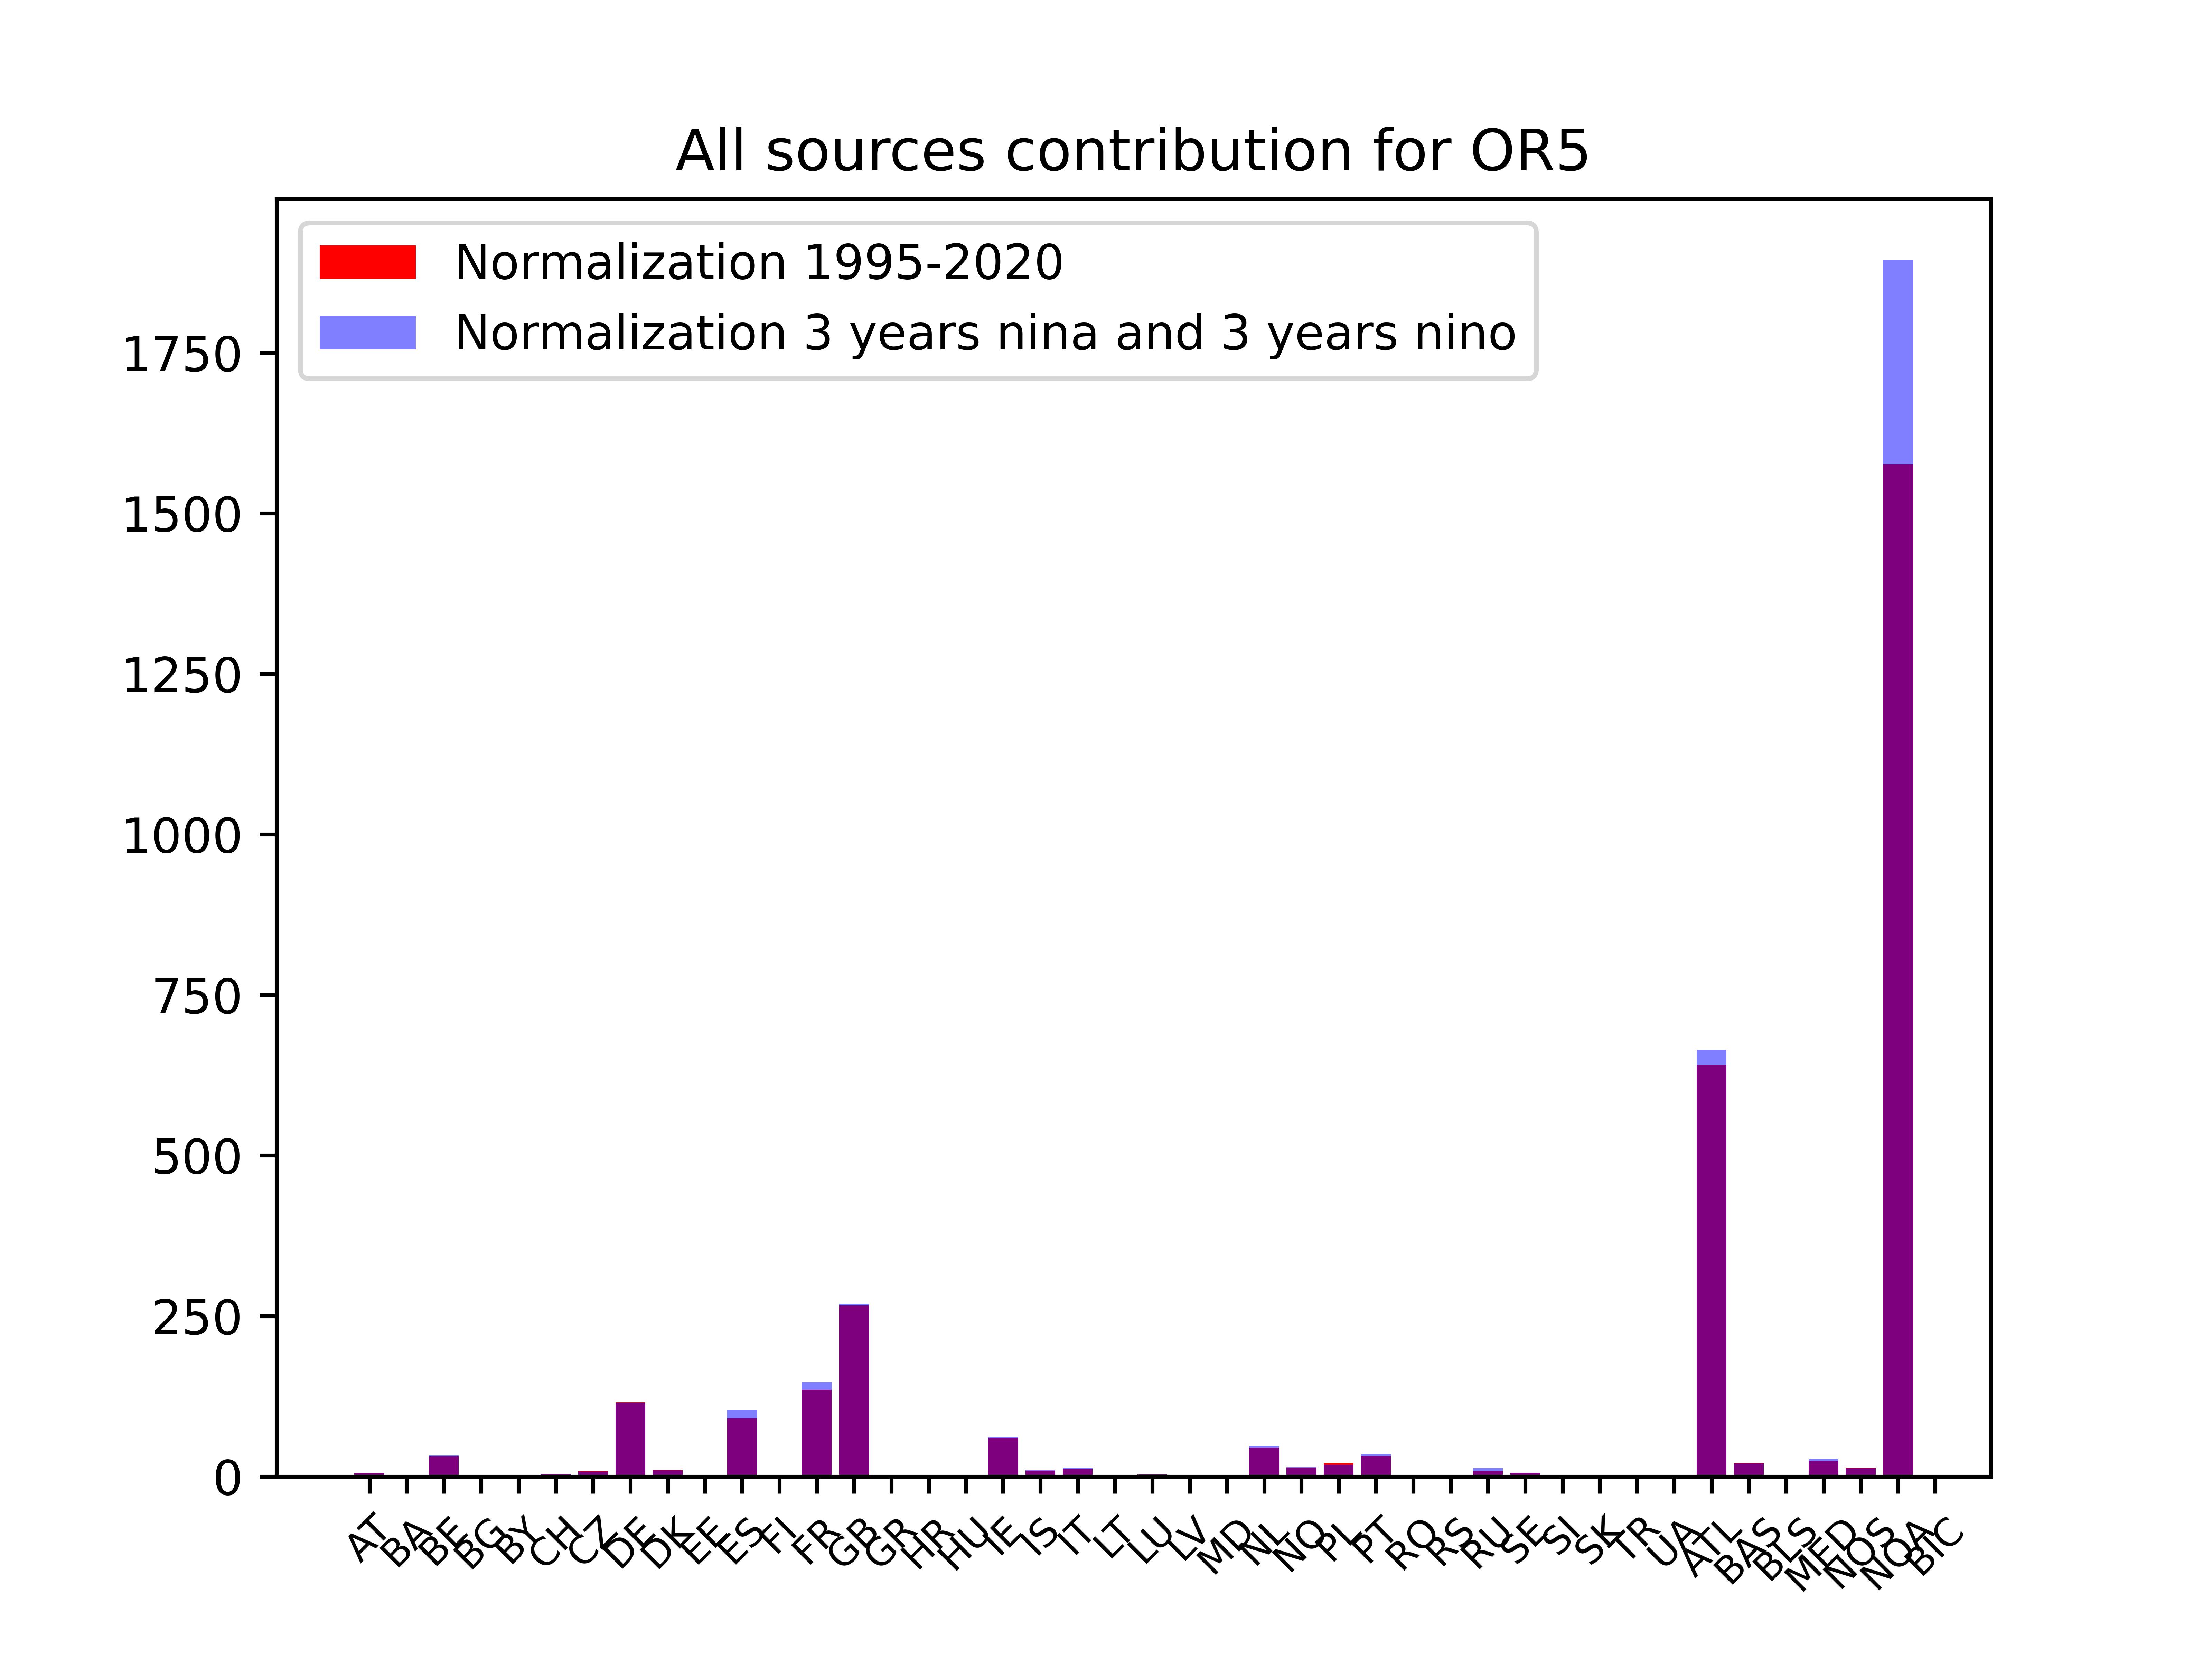 All sources contribution for OR5
Normalization 1995-2020
Normalization 3 years nina and 3 years nino
1750
1500
1250
1000
750
500
250
0
AT
BA
BE
BG
BY
CH
CZ
DE
DK
EE
ES
FI
FR
GB
GR
HR
HU
IE
IS
IT
LT
LU
LV
MD
NL
NO
PL
PT
RO
RS
RU
SE
SI
SK
TR
UA
ATL
BAS
BLS
MED
NOS
NOA
BIC